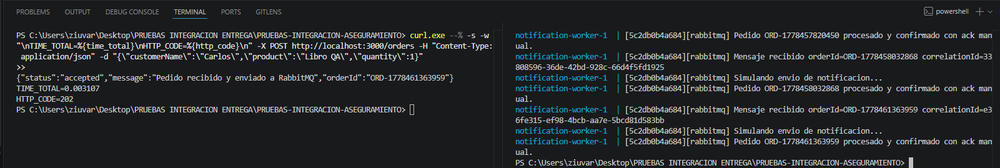 PROBLEMS OUTPUT DEBUG CONSOLE TERMINAL PORTS GITLENS
powershell
PS C:\Users\ziuvar\Desktop\PRUEBAS INTEGRACION ENTREGA\PRUEBAS-INTEGRACION-ASEGURAMIENTO> curl.exe --% -s -w
"\nTIME_TOTAL=%{time_total}\nHTTP_CODE=%{http_code}\n" -X POST http://localhost:3000/orders -H "Content-Type:
application/json" -d "{\"customerName\":\"Carlos\",\"product\":\"Libro QA\",\"quantity\":1}"
>>
{"status":"accepted","message":"Pedido recibido y enviado a RabbitMQ","orderId":"ORD-1778461363959"}
TIME_TOTAL=0.003107
HTTP_CODE=202
PS C:\Users\ziuvar\Desktop\PRUEBAS INTEGRACION ENTREGA\PRUEBAS-INTEGRACION-ASEGURAMIENTO>
notification-worker-1 | [5c2db0b4a684][rabbitmq] Pedido ORD-1778457820450 procesado y confirmado con ack man
ual.
notification-worker-1 | [5c2db0b4a684][rabbitmq] Mensaje recibido orderId=ORD-1778458032868 correlationId=33
808596-36de-42bd-928c-66d4f5fd1925
notification-worker-1 | [5c2db0b4a684][rabbitmq] Simulando envio de notificacion...
notification-worker-1 | [5c2db0b4a684][rabbitmq] Pedido ORD-1778458032868 procesado y confirmado con ack man
ual.
notification-worker-1 | [5c2db0b4a684][rabbitmq] Mensaje recibido orderId=ORD-1778461363959 correlationId=e3
6fe315-ef98-4bcb-aa7e-5bcd81d583bb
notification-worker-1 | [5c2db0b4a684][rabbitmq] Simulando envio de notificacion...
notification-worker-1 | [5c2db0b4a684][rabbitmq] Pedido ORD-1778461363959 procesado y confirmado con ack man
ual.
PS C:\Users\ziuvar\Desktop\PRUEBAS INTEGRACION ENTREGA\PRUEBAS-INTEGRACION-ASEGURAMIENTO>